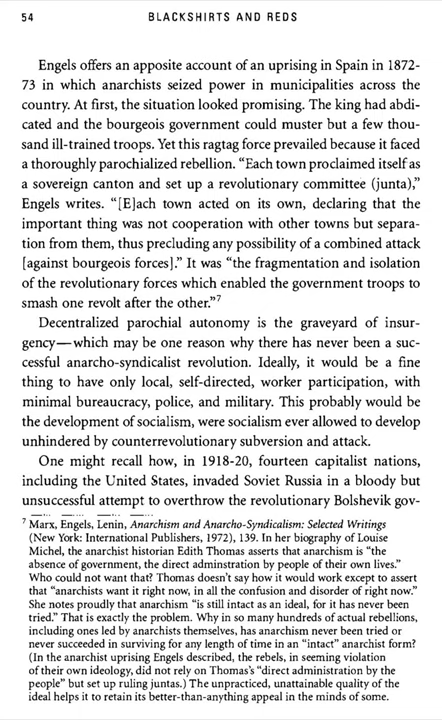 54 BLACKSHIRTS AND REDS
Engels offers an apposite account of an uprising in Spain in 1872-
73 in which anarchists seized power in municipalities across the
country. At first, the situation looked promising. The king had abdi-
cated and the bourgeois government could muster but a few thou-
sand ill-trained troops. Yet this ragtag force prevailed because it faced
a thoroughly parochialized rebellion. “Each town proclaimed itself as
a sovereign canton and set up a revolutionary committee (junta),”
Engels writes. “[E]ach town acted on its own, declaring that the
important thing was not cooperation with other towns but separa-
tion from them, thus precluding any possibility of a combined attack
[against bourgeois forces].” It was “the fragmentation and isolation
of the revolutionary forces which enabled the government troops to
smash one revolt after the other.”7
Decentralized parochial autonomy is the graveyard of insur-
gency—which may be one reason why there has never been a suc-
cessful anarcho-syndicalist revolution. Ideally, it would be a fine
thing to have only local, self-directed, worker participation, with
minimal bureaucracy, police, and military. This probably would be
the development of socialism, were socialism ever allowed to develop
unhindered by counterrevolutionary subversion and attack.
One might recall how, in 1918-20, fourteen capitalist nations,
including the United States, invaded Soviet Russia in a bloody but
unsuccessful attempt to overthrow the revolutionary Bolshevik gov-
7 Marx, Engels, Lenin, Anarchism and Anarcho-Syndicalism: Selected Writings
(New York: International Publishers, 1972), 139. In her biography of Louise
Michel, the anarchist historian Edith Thomas asserts that anarchism is “the
absence of government, the direct adminstration by people of their own lives.”
Who could not want that? Thomas doesn’t say how it would work except to assert
that “anarchists want it right now, in all the confusion and disorder of right now.”
She notes proudly that anarchism “is still intact as an ideal, for it has never been
tried.” That is exactly the problem. Why in so many hundreds of actual rebellions,
including ones led by anarchists themselves, has anarchism never been tried or
never succeeded in surviving for any length of time in an “intact” anarchist form?
(In the anarchist uprising Engels described, the rebels, in seeming violation
of their own ideology, did not rely on Thomas’s “direct administration by the
people” but set up ruling juntas.) The unpracticed, unattainable quality of the
ideal helps it to retain its better-than-anything appeal in the minds of some.